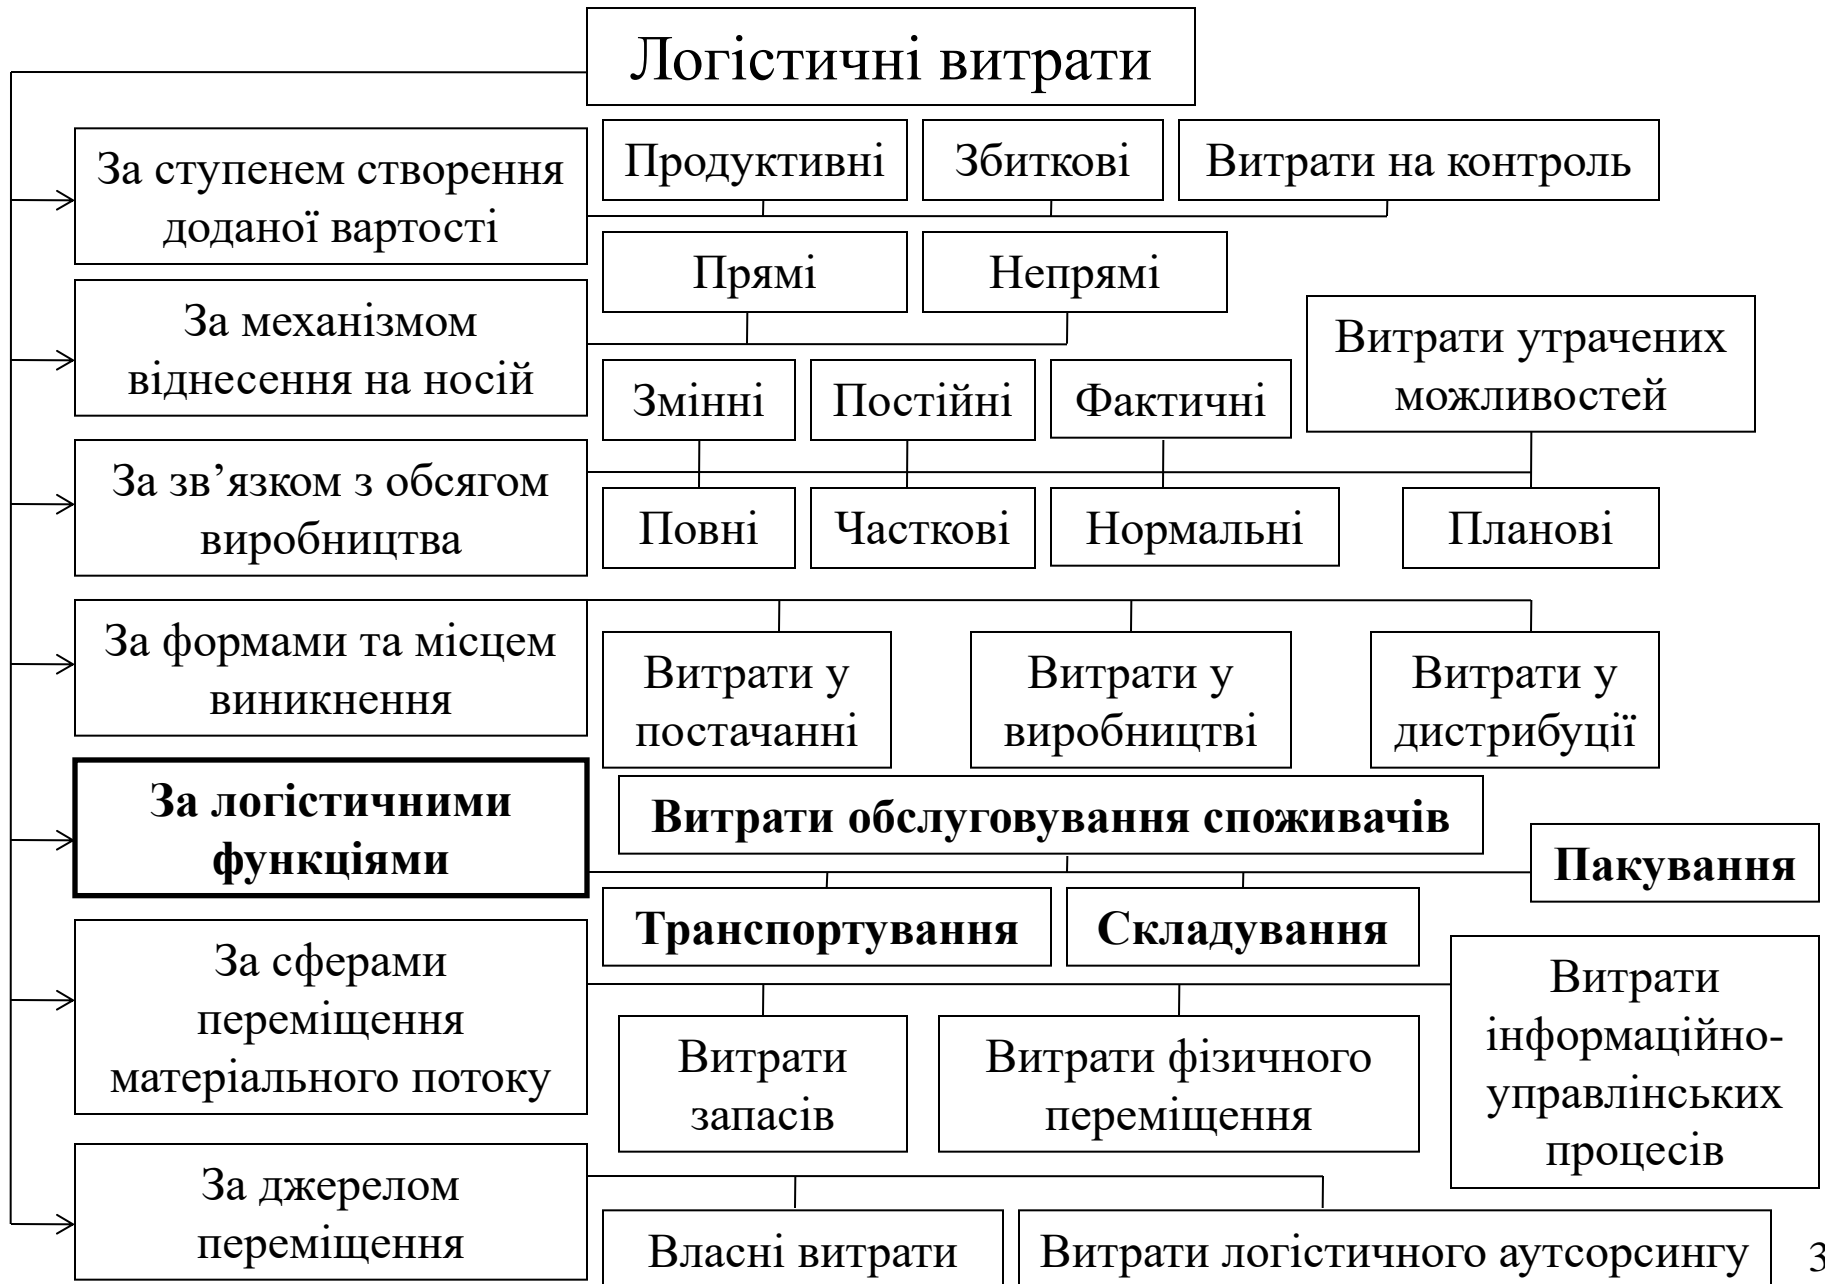 Логістичні витрати
За ступенем створення
доданої вартості
Продуктивні
Збиткові
Витрати на контроль
За механізмом
віднесення на носій
Прямі
Непрямі
За зв’язком з обсягом
виробництва
Змінні
Постійні
Фактичні
Витрати утрачених
можливостей
Повні
Часткові
Нормальні
Планові
За формами та місцем
виникнення
Витрати у
постачанні
Витрати у
виробництві
Витрати у
дистрибуції
За логістичними
функціями
Витрати обслуговування споживачів
Пакування
Транспортування
Складування
За сферами
переміщення
матеріального потоку
Витрати
запасів
Витрати фізичного
переміщення
Витрати
інформаційно-
управлінських
процесів
За джерелом
переміщення
Власні витрати
Витрати логістичного аутсорсингу
3